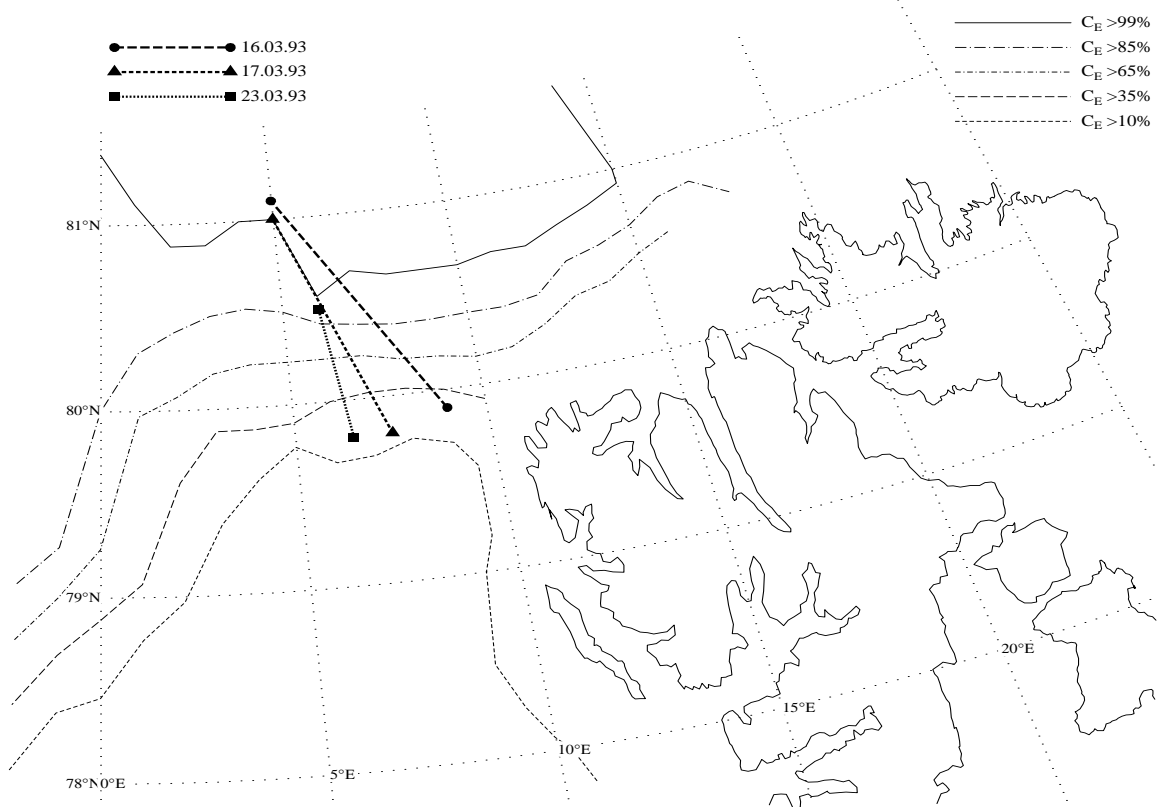 16.03.93
17.03.93
23.03.93
C_E >99%
C_E >85%
C_E >65%
C_E >35%
C_E >10%
81°N
80°N
79°N
20°E
15°E
10°E
5°E
78°N 0°E